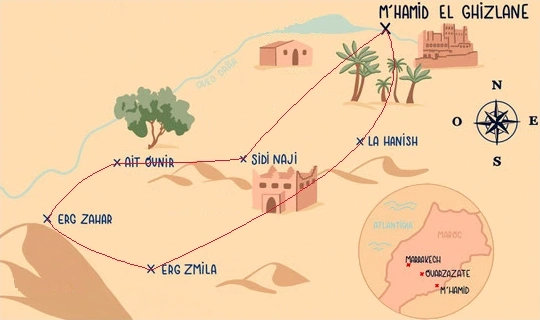 M'HAMID EL GHIZLANE
OUED DRAA
N
O
E
S
LA HANISH
SIDI NAJI
AIT OUNIR
ERG ZAHAR
ERG ZMILA
ATLANTIQUE
MAROC
MARRAKECH
OUARZAZATE
M'HAMID